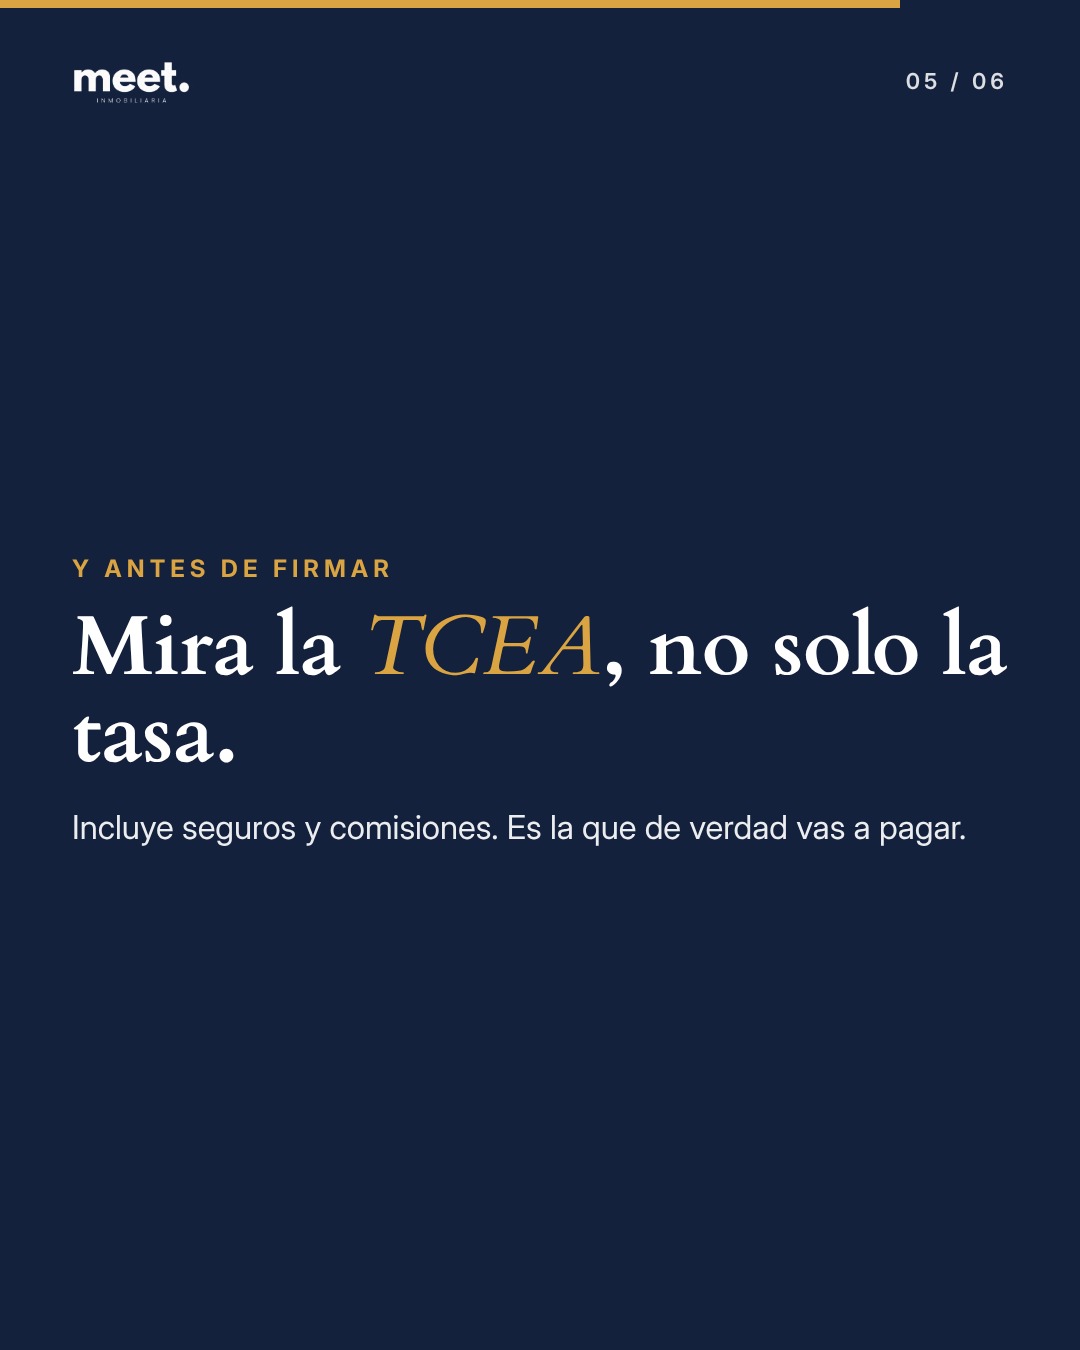 meet.
INMOBILIARIA
05 / 06
Y ANTES DE FIRMAR
Mira la TCEA, no solo la
tasa.
Incluye seguros y comisiones. Es la que de verdad vas a pagar.